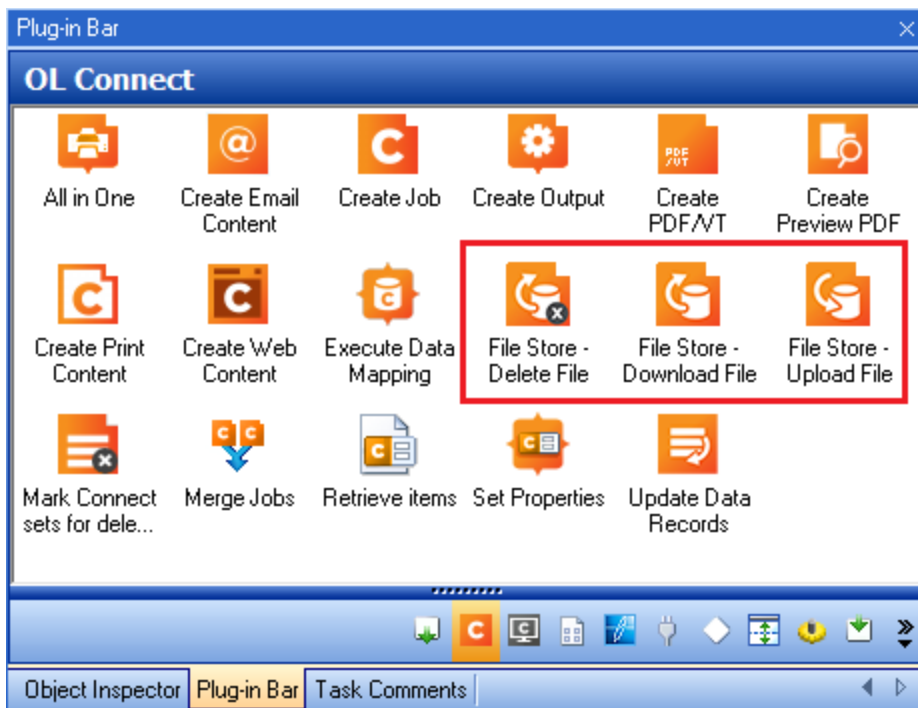 Plug-in Bar
OL Connect
All in One
Create Email
Content
Create Job
Create Output
PDF
/VT
Create
PDF/VT
Create
Preview PDF
Create Print
Content
Create Web
Content
Execute Data
Mapping
File Store -
Delete File
File Store -
Download File
File Store -
Upload File
Mark Connect
sets for dele...
Merge Jobs
Retrieve items
Set Properties
Update Data
Records
Object Inspector
Plug-in Bar
Task Comments